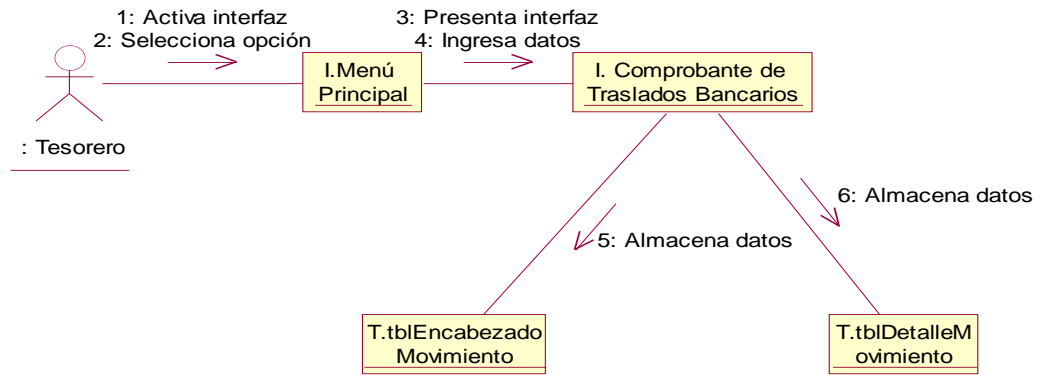 1: Activa interfaz
2: Selecciona opción
3: Presenta interfaz
4: Ingresa datos
I.Menú
Principal
I. Comprobante de
Traslados Bancarios
: Tesorero
6: Almacena datos
5: Almacena datos
T.tblEncabezado
Movimiento
T.tblDetalleM
ovimiento